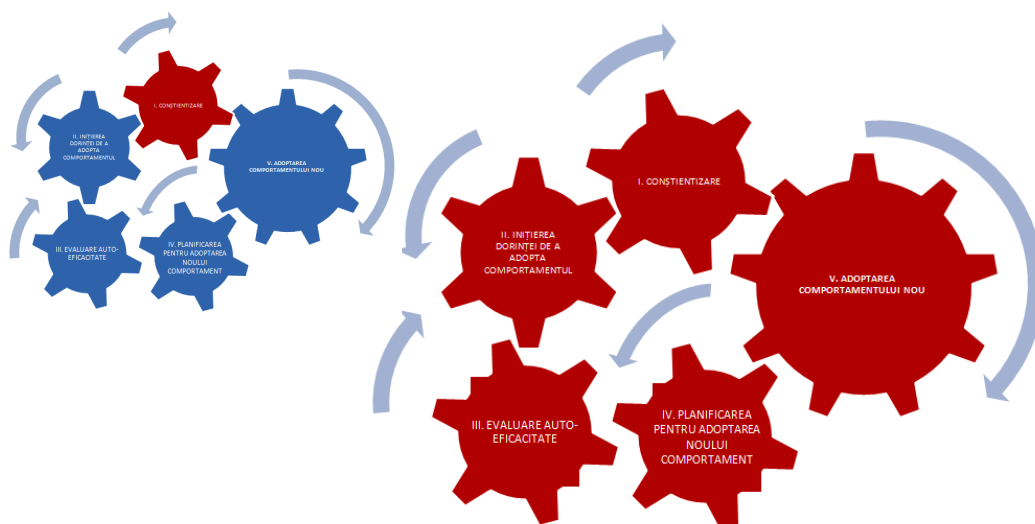 I. CONȘTIENTIZARE
II. INIȚIEREA
DORINȚEI DE A
ADOPTA
COMPORTAMENTUL
III. EVALUARE AUTO-
EFICACITATE
IV. PLANIFICAREA
PENTRU ADOPTAREA
NOULUI
COMPORTAMENT
V. ADOPTAREA
COMPORTAMENTULUI NOU
I. CONȘTIENTIZARE
II. INIȚIEREA
DORINȚEI DE A
ADOPTA
COMPORTAMENTUL
III. EVALUARE AUTO-
EFICACITATE
IV. PLANIFICAREA
PENTRU ADOPTAREA
NOULUI
COMPORTAMENT
V. ADOPTAREA
COMPORTAMENTULUI NOU